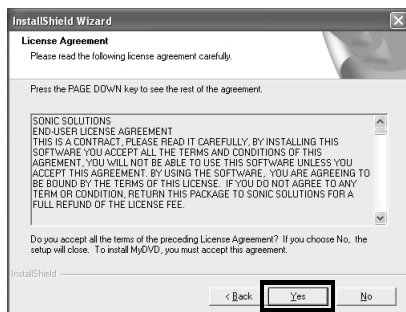 InstallShield Wizard
License Agreement
Please read the following license agreement carefully.
Press the PAGE DOWN key to see the rest of the agreement.
SONIC SOLUTIONS
END-USER LICENSE AGREEMENT
THIS IS A CONTRACT, PLEASE READ IT CAREFULLY, BY INSTALLING THIS
SOFTWARE YOU ACCEPT ALL THE TERMS AND CONDITIONS OF THIS
AGREMENT, YOU WILL NOT BE ABLE TO USE THIS SOFTWARE UNLESS YOU
ACCEPT THIS AGREEMENT. BY USING THE SOFTWARE, YOU ARE AGREEING TO
BE BOUND BY THE TERMS OF THIS LICENSE. IF YOU DO NOT AGREE TO ANY
TERM OR CONDITION, RETURN THIS PACKAGE TO SONIC SOLUTIONS FOR A
FULL REFUND OF THE LICENSE FEE.
Do you accept all the terms of the preceding License Agreement? If you choose No, the
setup will close. To install MyDVD, you must accept this agreement.
InstallShield
< Back Yes No